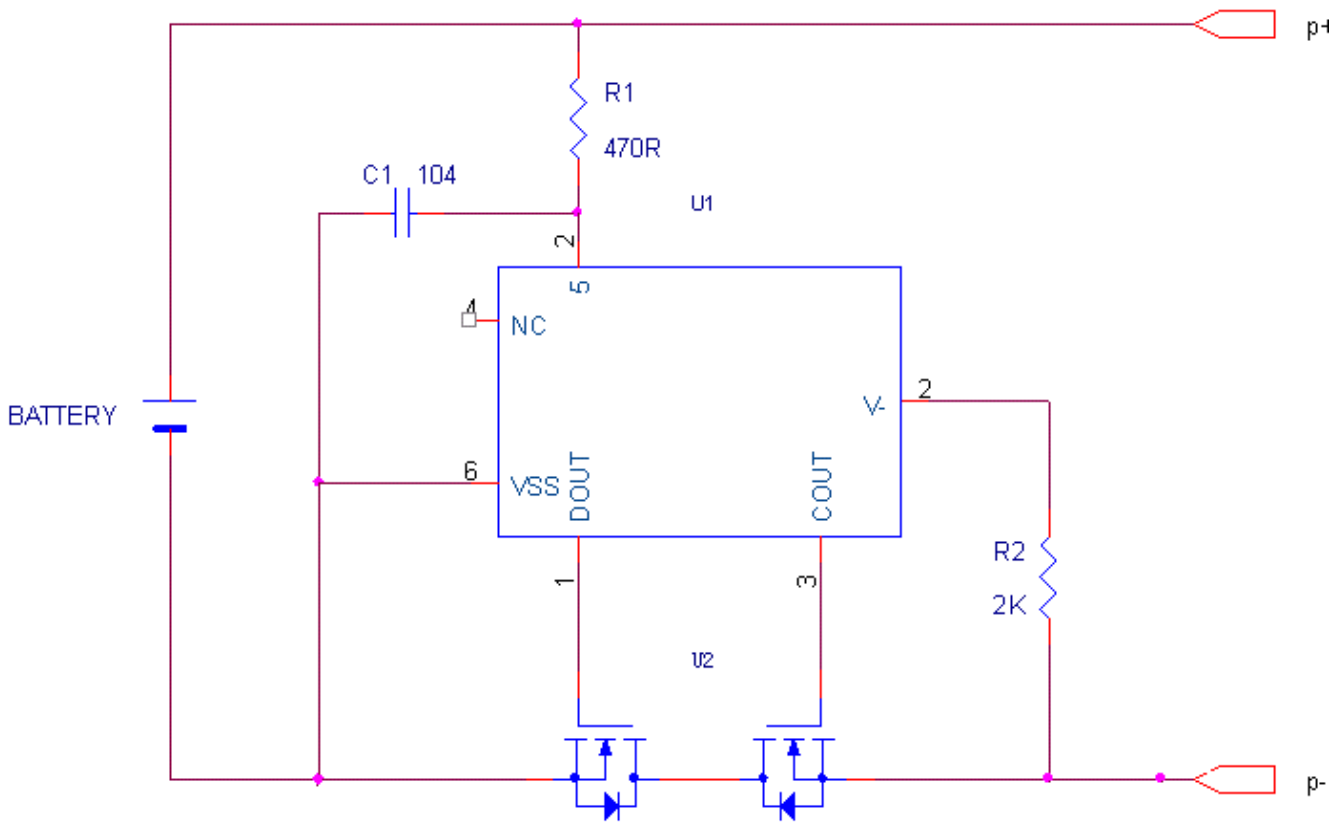 p+
R1
470R
C1 104
U1
2
5
4
NC
BATTERY
V-
2
6
VSS
DOUT
COUT
R2
2K
1
3
U2
p-